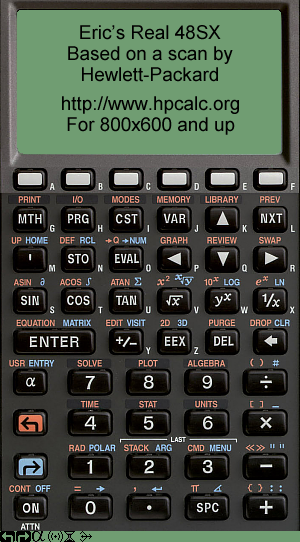 Eric's Real 48SX
Based on a scan by
Hewlett-Packard
http://www.hpcalc.org
For 800x600 and up
A B C D E F
PRINT I/O MODES MEMORY LIBRARY PREV
MTH G PRG H CST I VAR J ▲ K NXT L
UP HOME DEF RCL →Q →NUM GRAPH REVIEW SWAP
' M STO N EVAL O ◀ P ▼ Q ▶ R
ASIN ∂ ACOS ∫ ATAN Σ x² ˣ√y 10ˣ LOG eˣ LN
SIN S COS T TAN U √x V yˣ W 1/x X
EQUATION MATRIX EDIT VISIT 2D 3D PURGE DROP CLR
ENTER +/− Y EEX Z DEL
USR ENTRY SOLVE PLOT ALGEBRA ( ) #
α 7 8 9 ÷
TIME STAT UNITS [ ] _
4 5 6 ×
LAST
RAD POLAR STACK ARG CMD MENU « » " "
1 2 3 −
CONT OFF = → , ↵ π ∡ { } : :
ON 0 . SPC +
ATTN